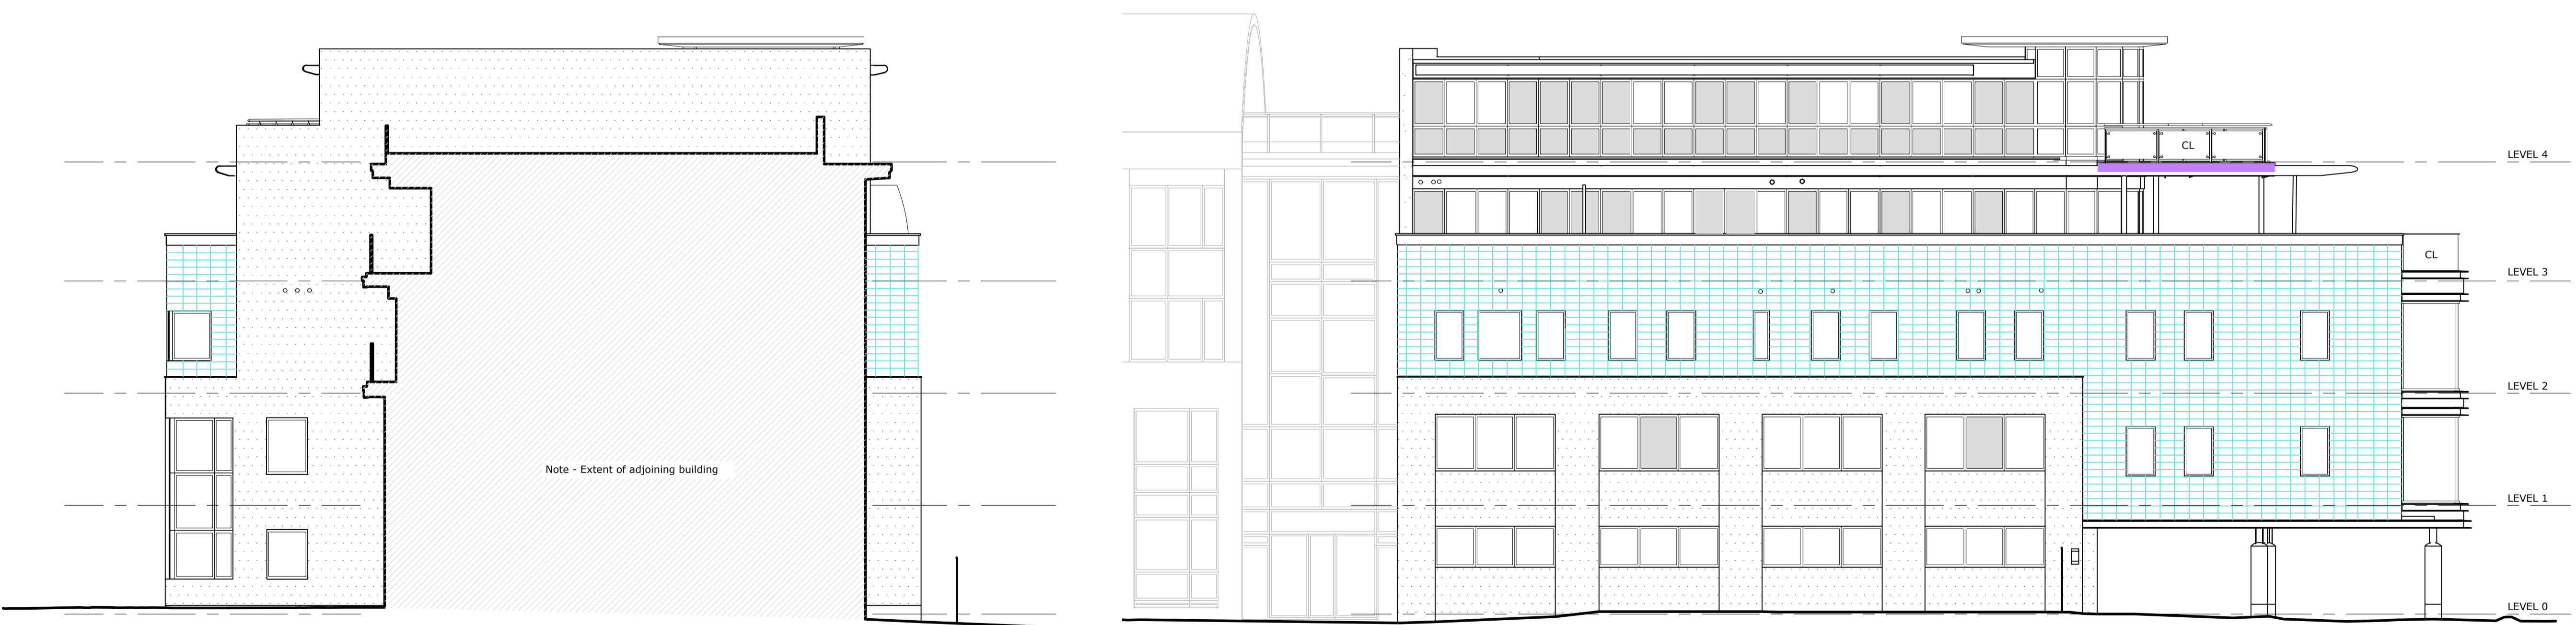 CL
LEVEL 4
CL
LEVEL 3
LEVEL 2
Note - Extent of adjoining building
LEVEL 1
LEVEL 0